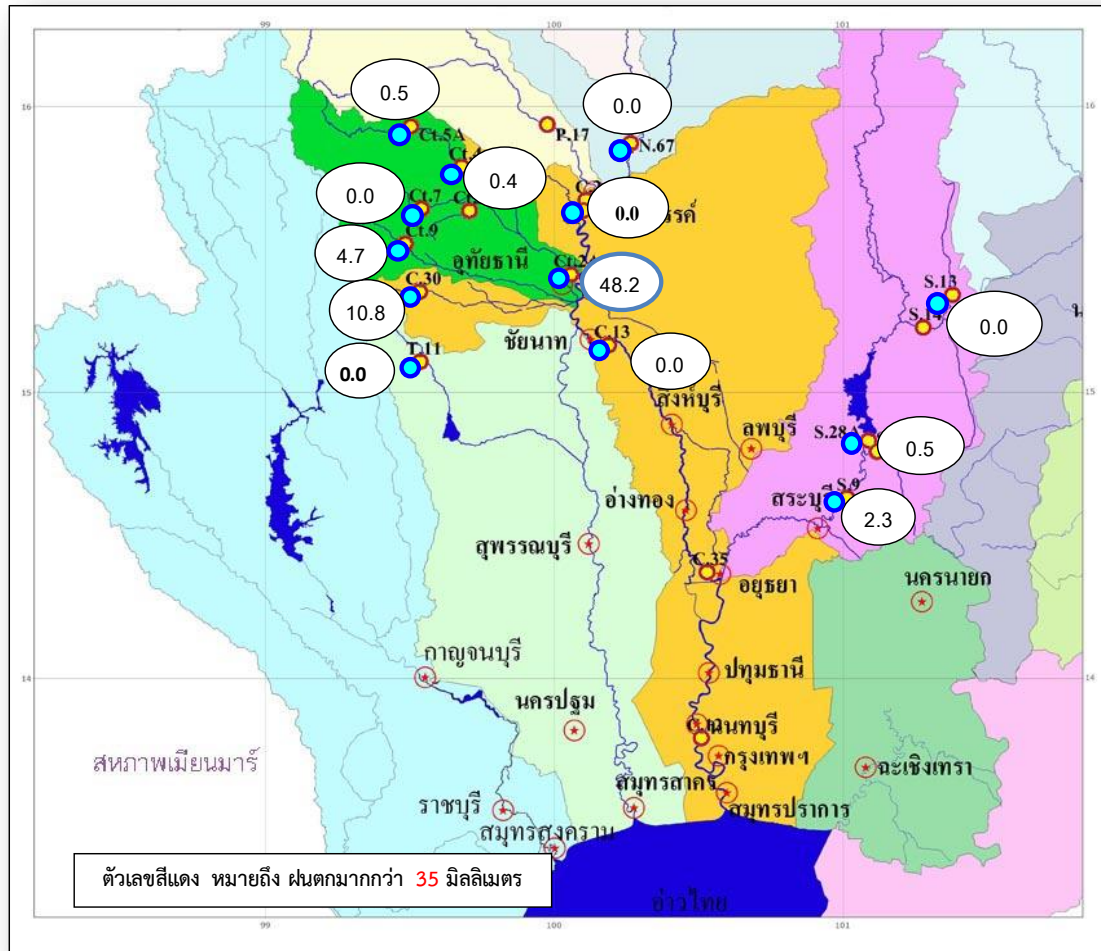 99
100
101
16
0.5
0.0
Ct.5A
P.17
N.67
0.4
0.0
Ct.7
0.0
รรค์
Ct.9
4.7
อุทัยธานี
C.30
48.2
10.8
S.13
S.14
0.0
ชัยนาท
C.13
T.11
0.0
0.0
15
15
สิงห์บุรี
ลพบุรี
S.28A
0.5
S.9
สระบุรี
2.3
อ่างทอง
สุพรรณบุรี
C.35
อยุธยา
นครนายก
กาญจนบุรี
14
14
ปทุมธานี
นครปฐม
นนทบุรี
กรุงเทพฯ
สหภาพเมียนมาร์
ฉะเชิงเทรา
สมุทรสาคร
ราชบุรี
สมุทรปราการ
สมุทรสงคราม
ตัวเลขสีแดง หมายถึง ฝนตกมากกว่า 35 มิลลิเมตร
อ่าวไทย
99
100
101